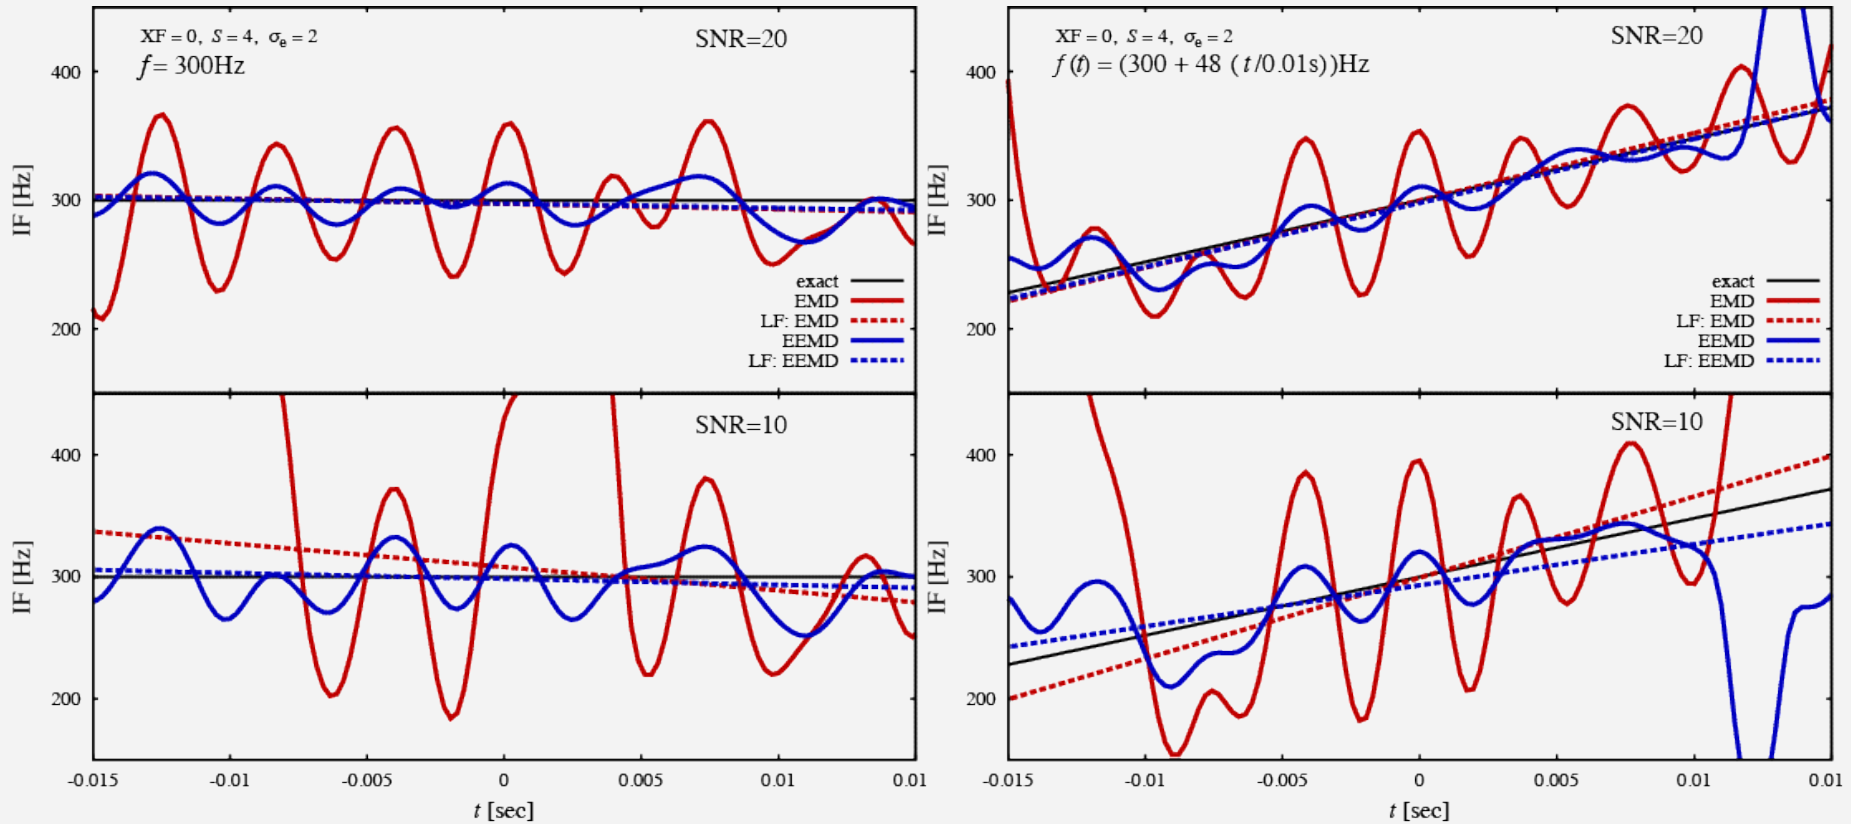 XF = 0, S = 4, σe = 2
SNR=20
f = 300Hz
400
300
200
IF [Hz]
exact
EMD
LF: EMD
EEMD
LF: EEMD
XF = 0, S = 4, σe = 2
SNR=20
f (t) = (300 + 48 (t/0.01s))Hz
400
300
200
IF [Hz]
exact
EMD
LF: EMD
EEMD
LF: EEMD
SNR=10
400
300
200
IF [Hz]
-0.015 -0.01 -0.005 0 0.005 0.01 0.01
t [sec]
SNR=10
400
300
200
IF [Hz]
-0.015 -0.01 -0.005 0 0.005 0.01 0.01
t [sec]